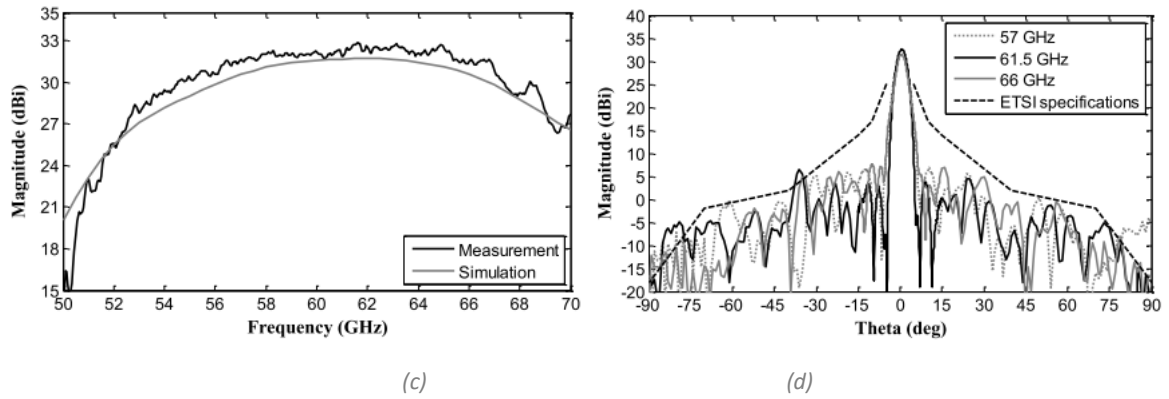 33
30
27
24
21
18
15
Magnitude (dBi)
Measurement
Simulation
50 52 54 56 58 60 62 64 66 68 70
Frequency (GHz)
(c)
40
35
30
25
20
15
10
5
0
-5
-10
-15
-20
Magnitude (dBi)
57 GHz
61.5 GHz
66 GHz
ETSI specifications
-90 -75 -60 -45 -30 -15 0 15 30 45 60 75 90
Theta (deg)
(d)